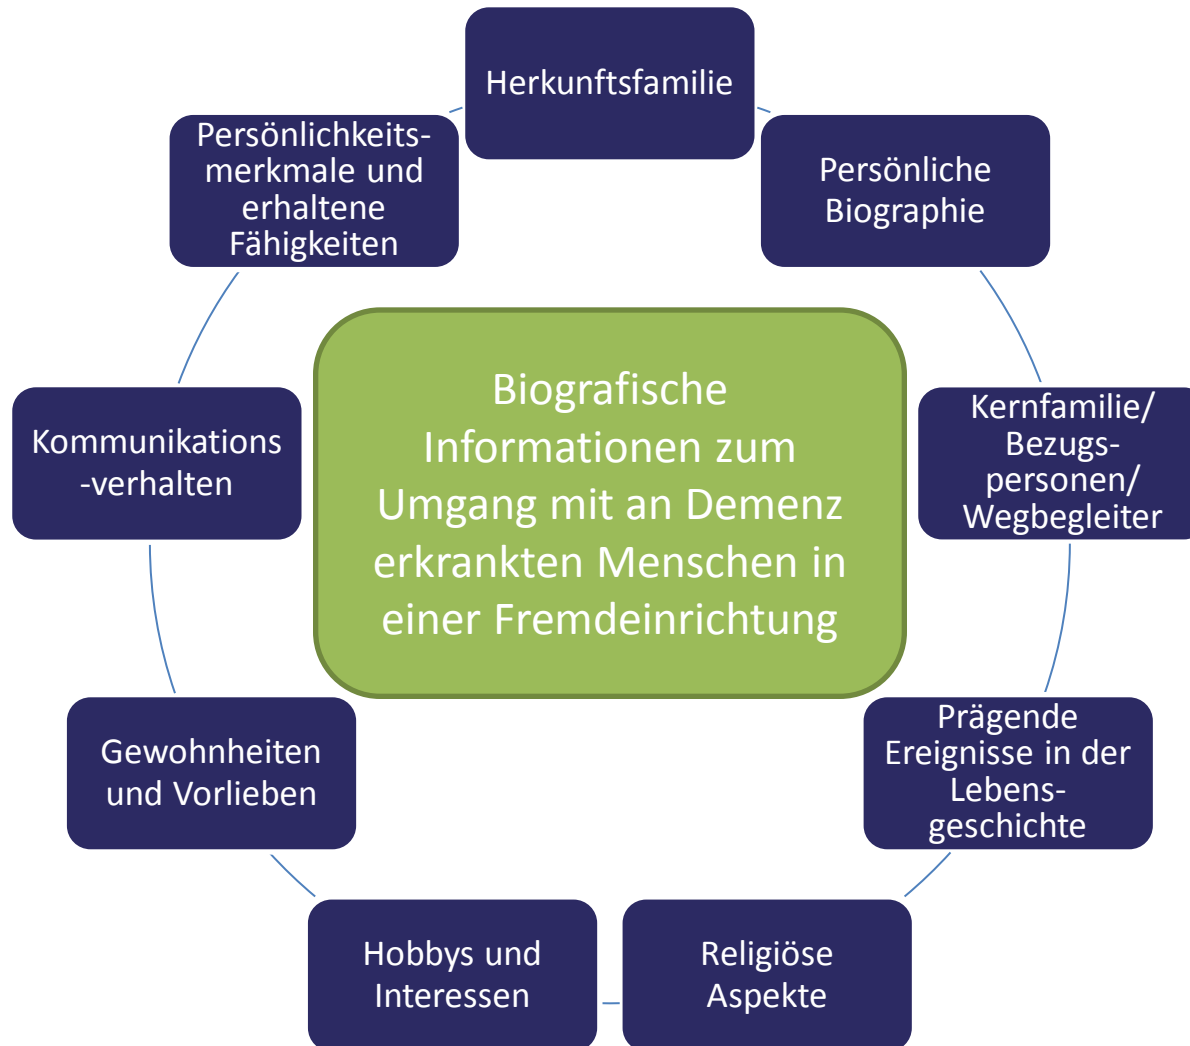 Herkunftsfamilie
Persönliche
Biographie
Kernfamilie/
Bezugs-
personen/
Wegbegleiter
Prägende
Ereignisse in der
Lebens-
geschichte
Religiöse
Aspekte
Hobbys und
Interessen
Gewohnheiten
und Vorlieben
Kommunikations
-verhalten
Persönlichkeits-
merkmale und
erhaltene
Fähigkeiten
Biografische
Informationen zum
Umgang mit an Demenz
erkrankten Menschen in
einer Fremdeinrichtung